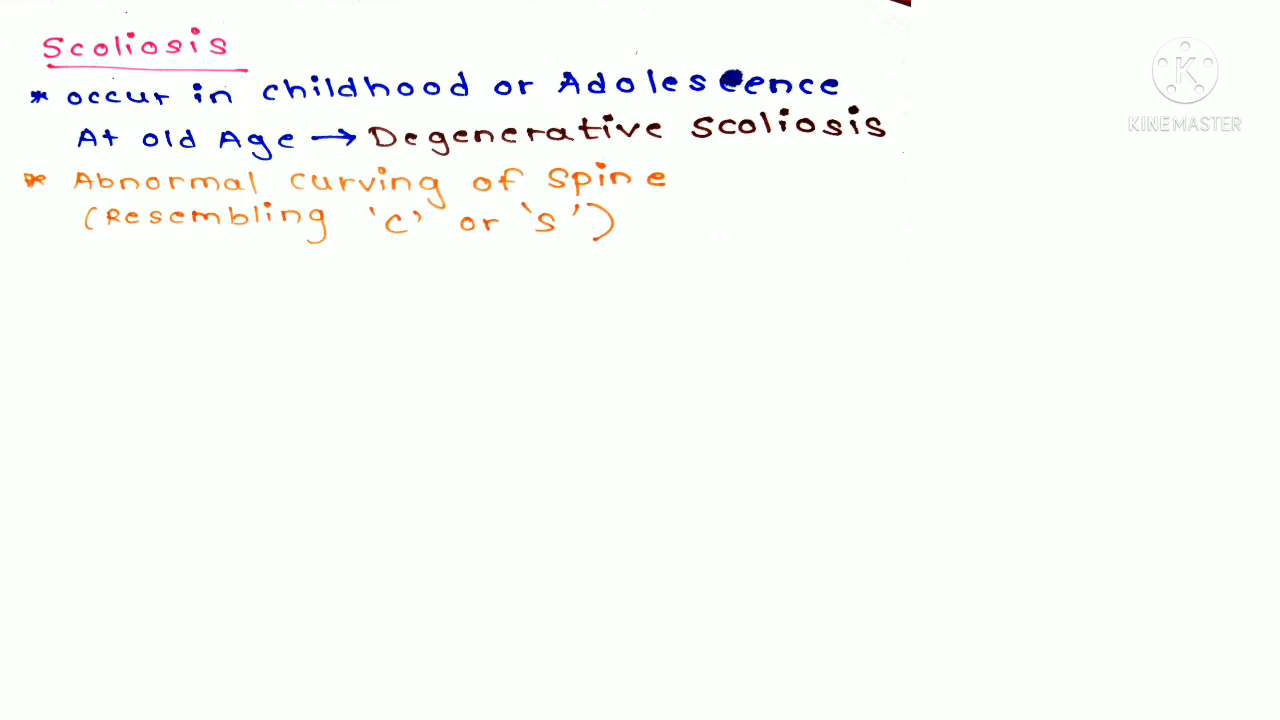 Scoliosis
* occur in childhood or Adolescence
At old Age → Degenerative scoliosis
* Abnormal curving of spine
(Resembling 'c' or 's')
KINEMASTER